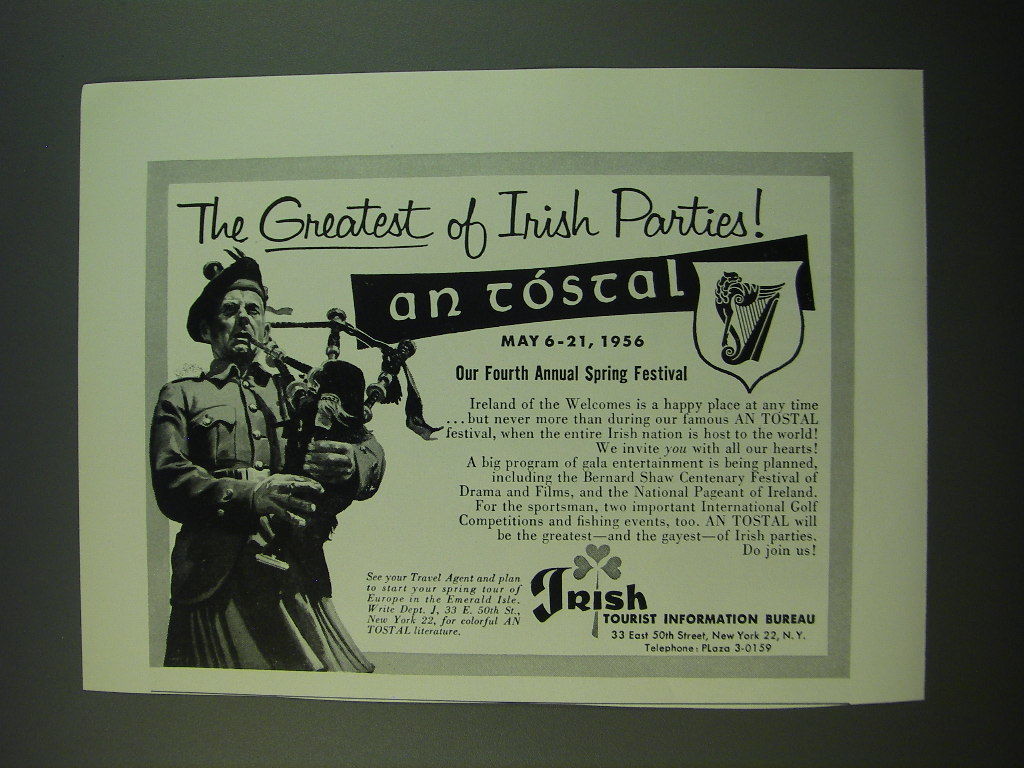 The Greatest of Irish Parties!
an tóstal
MAY 6-21, 1956
Our Fourth Annual Spring Festival
Ireland of the Welcomes is a happy place at any time
...but never more than during our famous AN TOSTAL
festival, when the entire Irish nation is host to the world!
We invite you with all our hearts!
A big program of gala entertainment is being planned,
including the Bernard Shaw Centenary Festival of
Drama and Films, and the National Pageant of Ireland.
For the sportsman, two important International Golf
Competitions and fishing events, too. AN TOSTAL will
be the greatest—and the gayest—of Irish parties.
Do join us!
See your Travel Agent and plan
to start your spring tour of
Europe in the Emerald Isle.
Write Dept. J, 33 E. 50th St.,
New York 22, for colorful AN
TOSTAL literature.
Irish
TOURIST INFORMATION BUREAU
33 East 50th Street, New York 22, N.Y.
Telephone: PLaza 3-0159